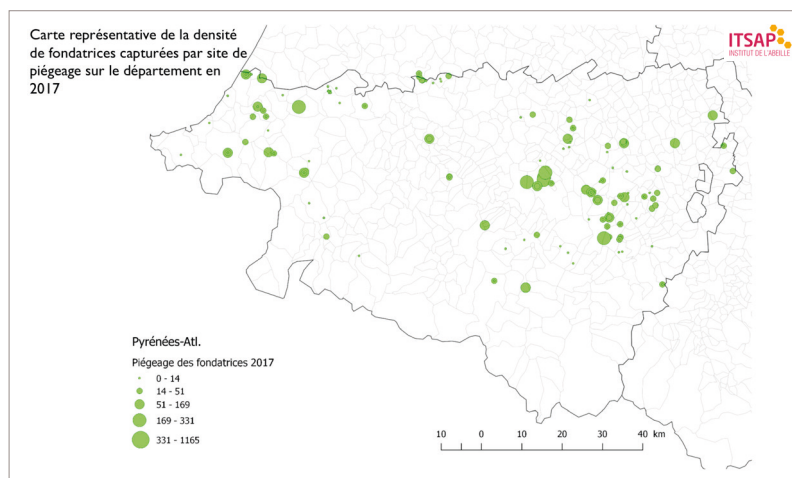 Carte représentative de la densité
de fondatrices capturées par site de
piégeage sur le département en
2017
ITSAP
INSTITUT DE L'ABEILLE
Pyrénées-Atl.
Piégeage des fondatrices 2017
0 - 14
14 - 51
51 - 169
169 - 331
331 - 1165
10 0 10 20 30 40 km